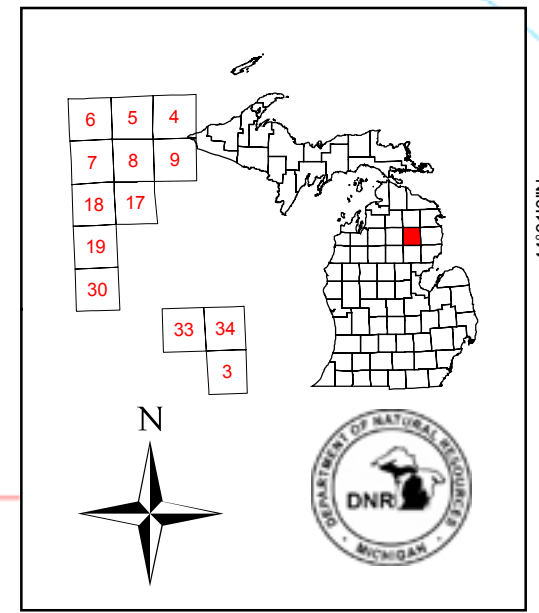 6 5 4
7 8 9
18 17
19
30
33 34
3
N
DEPARTMENT OF NATURAL RESOURCES
DNR
MICHIGAN